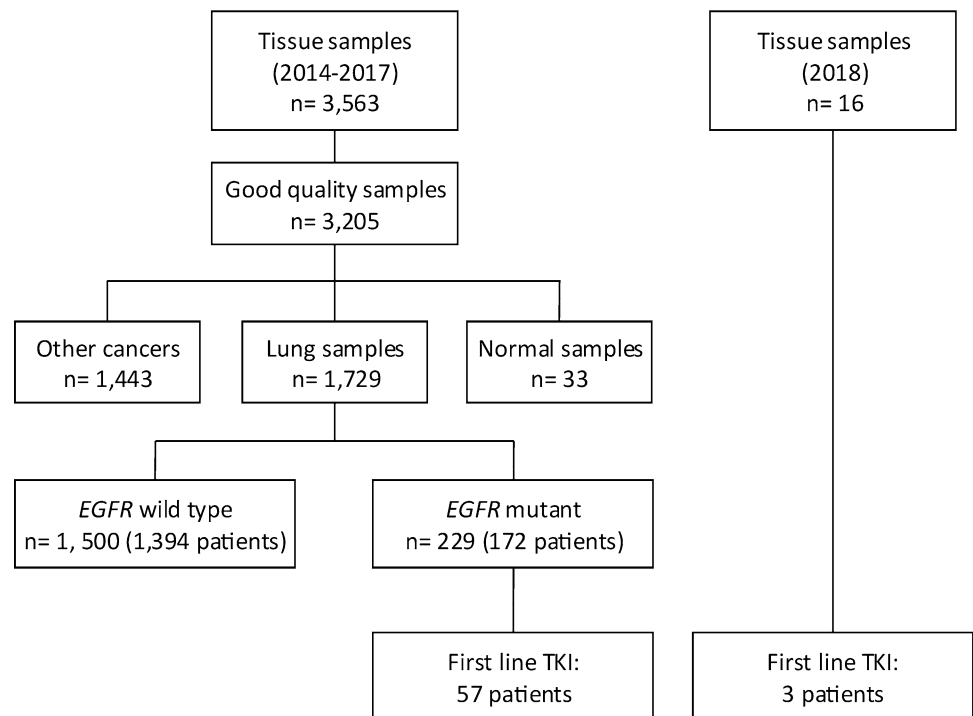 Tissue samples
(2014-2017)
n= 3,563
Tissue samples
(2018)
n= 16
Good quality samples
n= 3,205
Other cancers
n= 1,443
Lung samples
n= 1,729
Normal samples
n= 33
EGFR wild type
n= 1, 500 (1,394 patients)
EGFR mutant
n= 229 (172 patients)
First line TKI:
57 patients
First line TKI:
3 patients